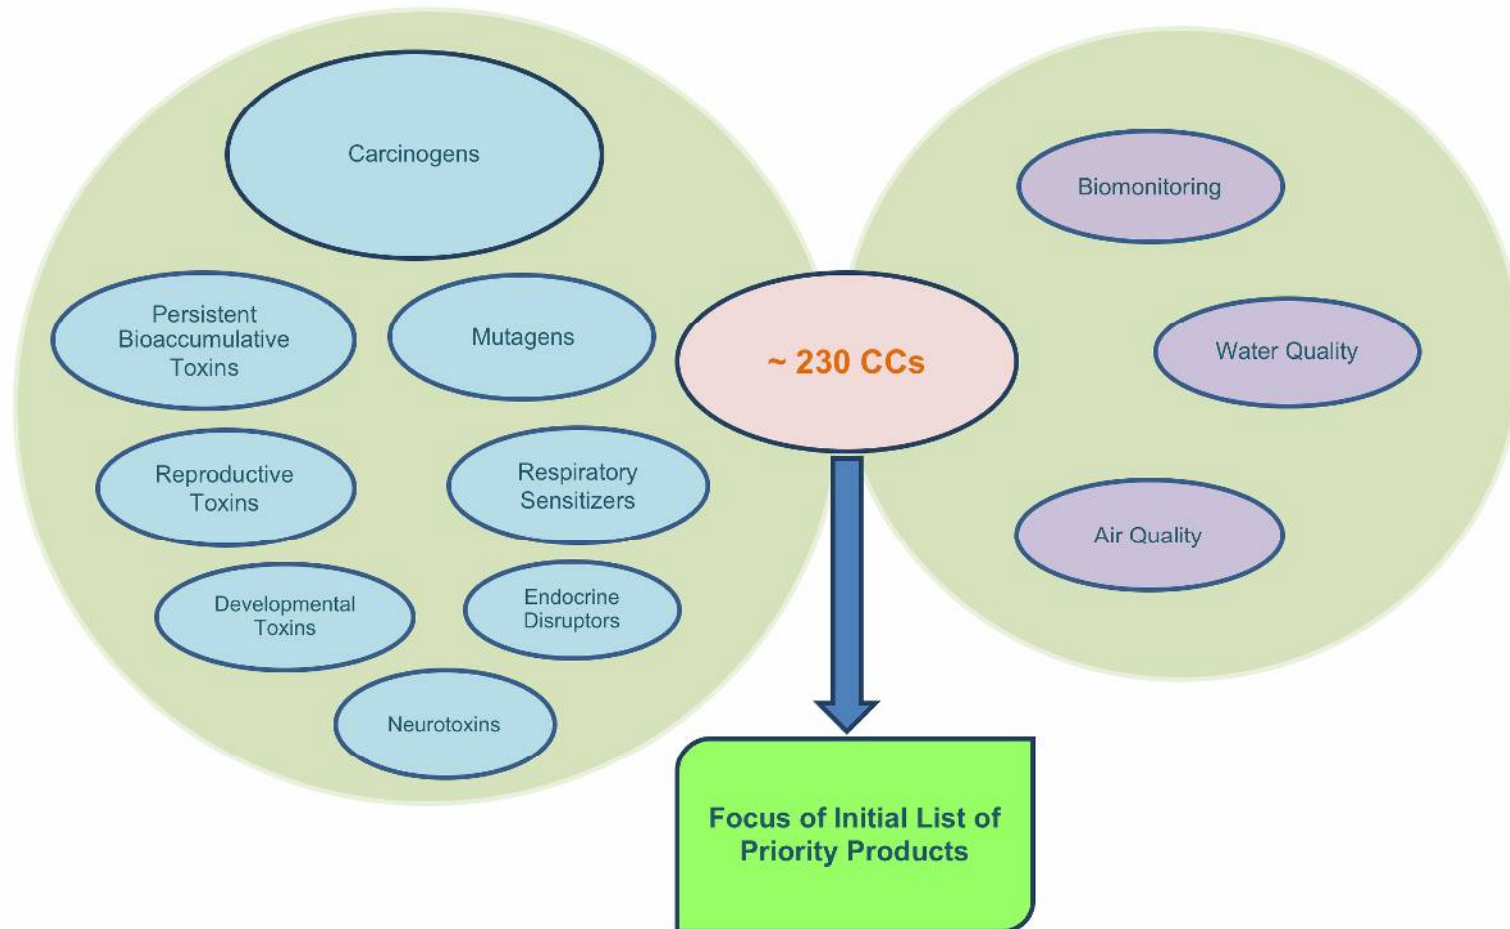 Carcinogens
Persistent
Bioaccumulative
Toxins
Mutagens
Reproductive
Toxins
Respiratory
Sensitizers
Developmental
Toxins
Endocrine
Disruptors
Neurotoxins
~ 230 CCs
Biomonitoring
Water Quality
Air Quality
Focus of Initial List of
Priority Products